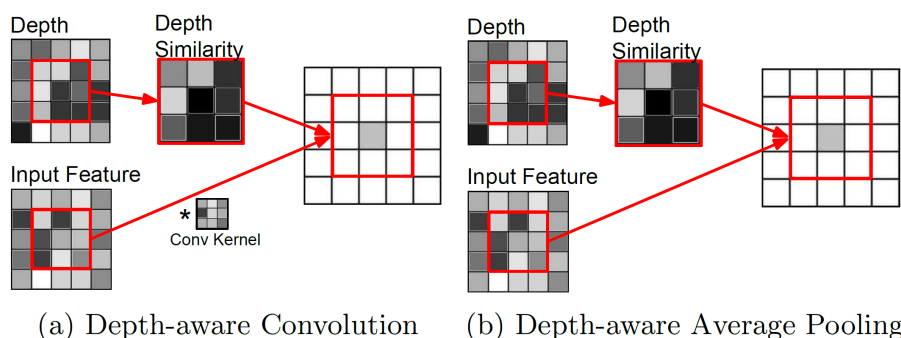 Depth
Depth
Similarity
Input Feature
*
Conv Kernel
(a) Depth-aware Convolution
Depth
Depth
Similarity
Input Feature
(b) Depth-aware Average Pooling